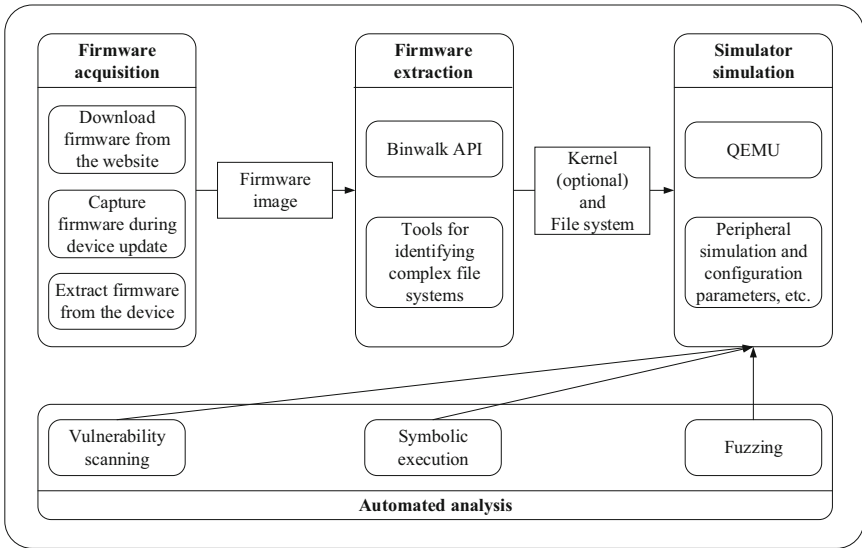 Firmware
acquisition
Download
firmware from
the website
Capture
firmware during
device update
Extract firmware
from the device
Firmware
image
Firmware
extraction
Binwalk API
Tools for
identifying
complex file
systems
Kernel
(optional)
and
File system
Simulator
simulation
QEMU
Peripheral
simulation and
configuration
parameters, etc.
Vulnerability
scanning
Symbolic
execution
Fuzzing
Automated analysis